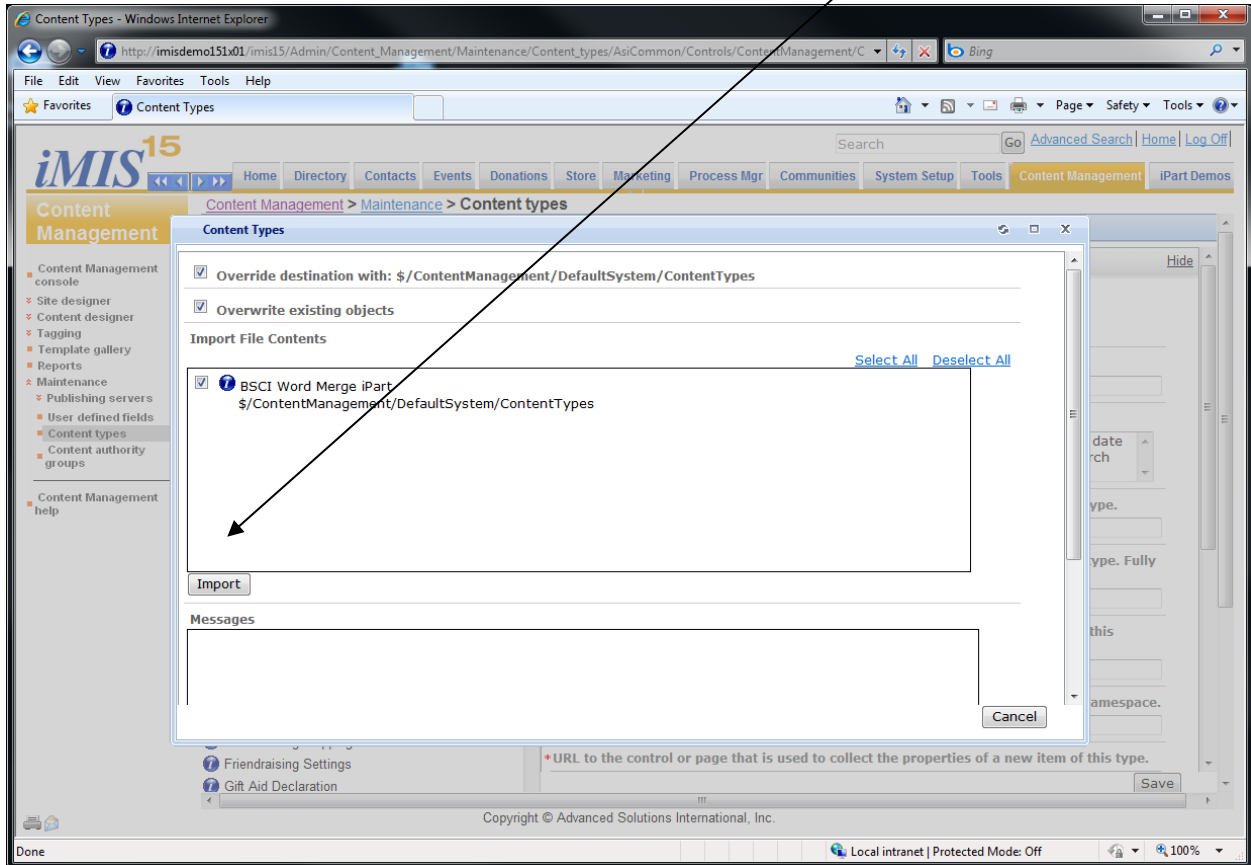 Content Types - Windows Internet Explorer
http://imisdemo151x01/imis15/Admin/Content_Management/Maintenance/Content_types/AsiCommon/Controls/ContentManagement/C
Bing
File Edit View Favorites Tools Help
Favorites Content Types
Page Safety Tools
iMIS 15
Search Go Advanced Search | Home | Log Off
Home Directory Contacts Events Donations Store Marketing Process Mgr Communities System Setup Tools Content Management iPart Demos
Content Management
Content Management > Maintenance > Content types
Content Management console
Site designer
Content designer
Tagging
Template gallery
Reports
Maintenance
Publishing servers
User defined fields
Content types
Content authority groups
Content Management help
Content Types
Override destination with: $/ContentManagement/DefaultSystem/ContentTypes
Overwrite existing objects
Import File Contents
Select All Deselect All
BSCI Word Merge iPart
$/ContentManagement/DefaultSystem/ContentTypes
Import
Messages
Cancel
Hide
date
rch
ype.
ype. Fully
this
amespace.
Friendraising Settings
Gift Aid Declaration
*URL to the control or page that is used to collect the properties of a new item of this type.
Save
Copyright © Advanced Solutions International, Inc.
Done
Local intranet | Protected Mode: Off
100%